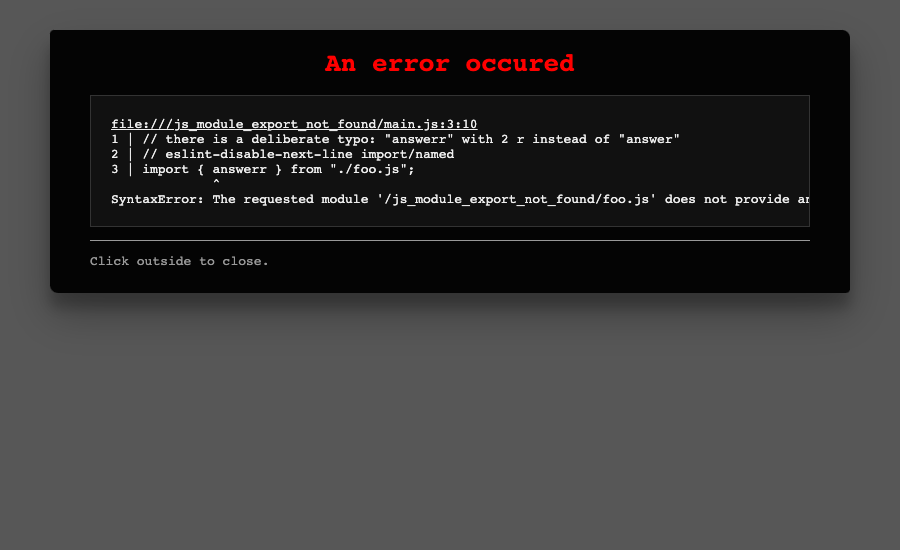 An error occured
file:///js_module_export_not_found/main.js:3:10
1 | // there is a deliberate typo: "answerr" with 2 r instead of "answer"
2 | // eslint-disable-next-line import/named
3 | import { answerr } from "./foo.js";
^
SyntaxError: The requested module '/js_module_export_not_found/foo.js' does not provide
Click outside to close.